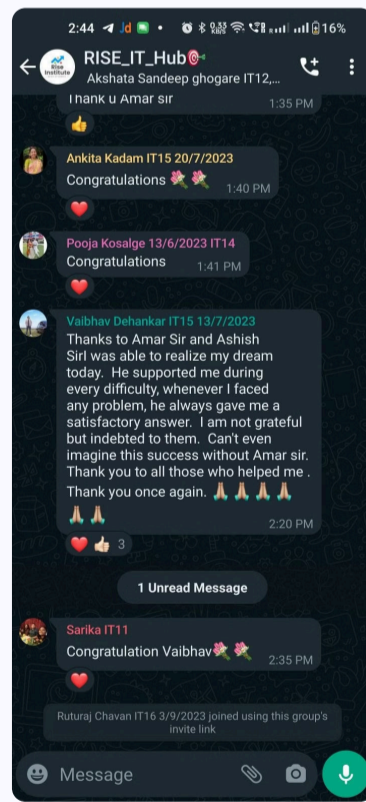 2:44 Jd • 0.33 KB/S 16%
RISE_IT_Hub🎯
Rise Institute
Akshata Sandeep ghogare IT12,...
Thank u Amar sir
1:35 PM
👍
Ankita Kadam IT15 20/7/2023
Congratulations 💐 💐
1:40 PM
❤️
Pooja Kosalge 13/6/2023 IT14
Congratulations
1:41 PM
❤️
Vaibhav Dehankar IT15 13/7/2023
Thanks to Amar Sir and Ashish
SirI was able to realize my dream
today. He supported me during
every difficulty, whenever I faced
any problem, he always gave me a
satisfactory answer. I am not grateful
but indebted to them. Can't even
imagine this success without Amar sir.
Thank you to all those who helped me .
Thank you once again. 🙏🏼 🙏🏼 🙏🏼 🙏🏼
🙏🏼 🙏🏼
2:20 PM
❤️ 👍🏼 3
1 Unread Message
Sarika IT11
Congratulation Vaibhav💐 💐
2:35 PM
❤️
Ruturaj Chavan IT16 3/9/2023 joined using this group's
invite link
Message